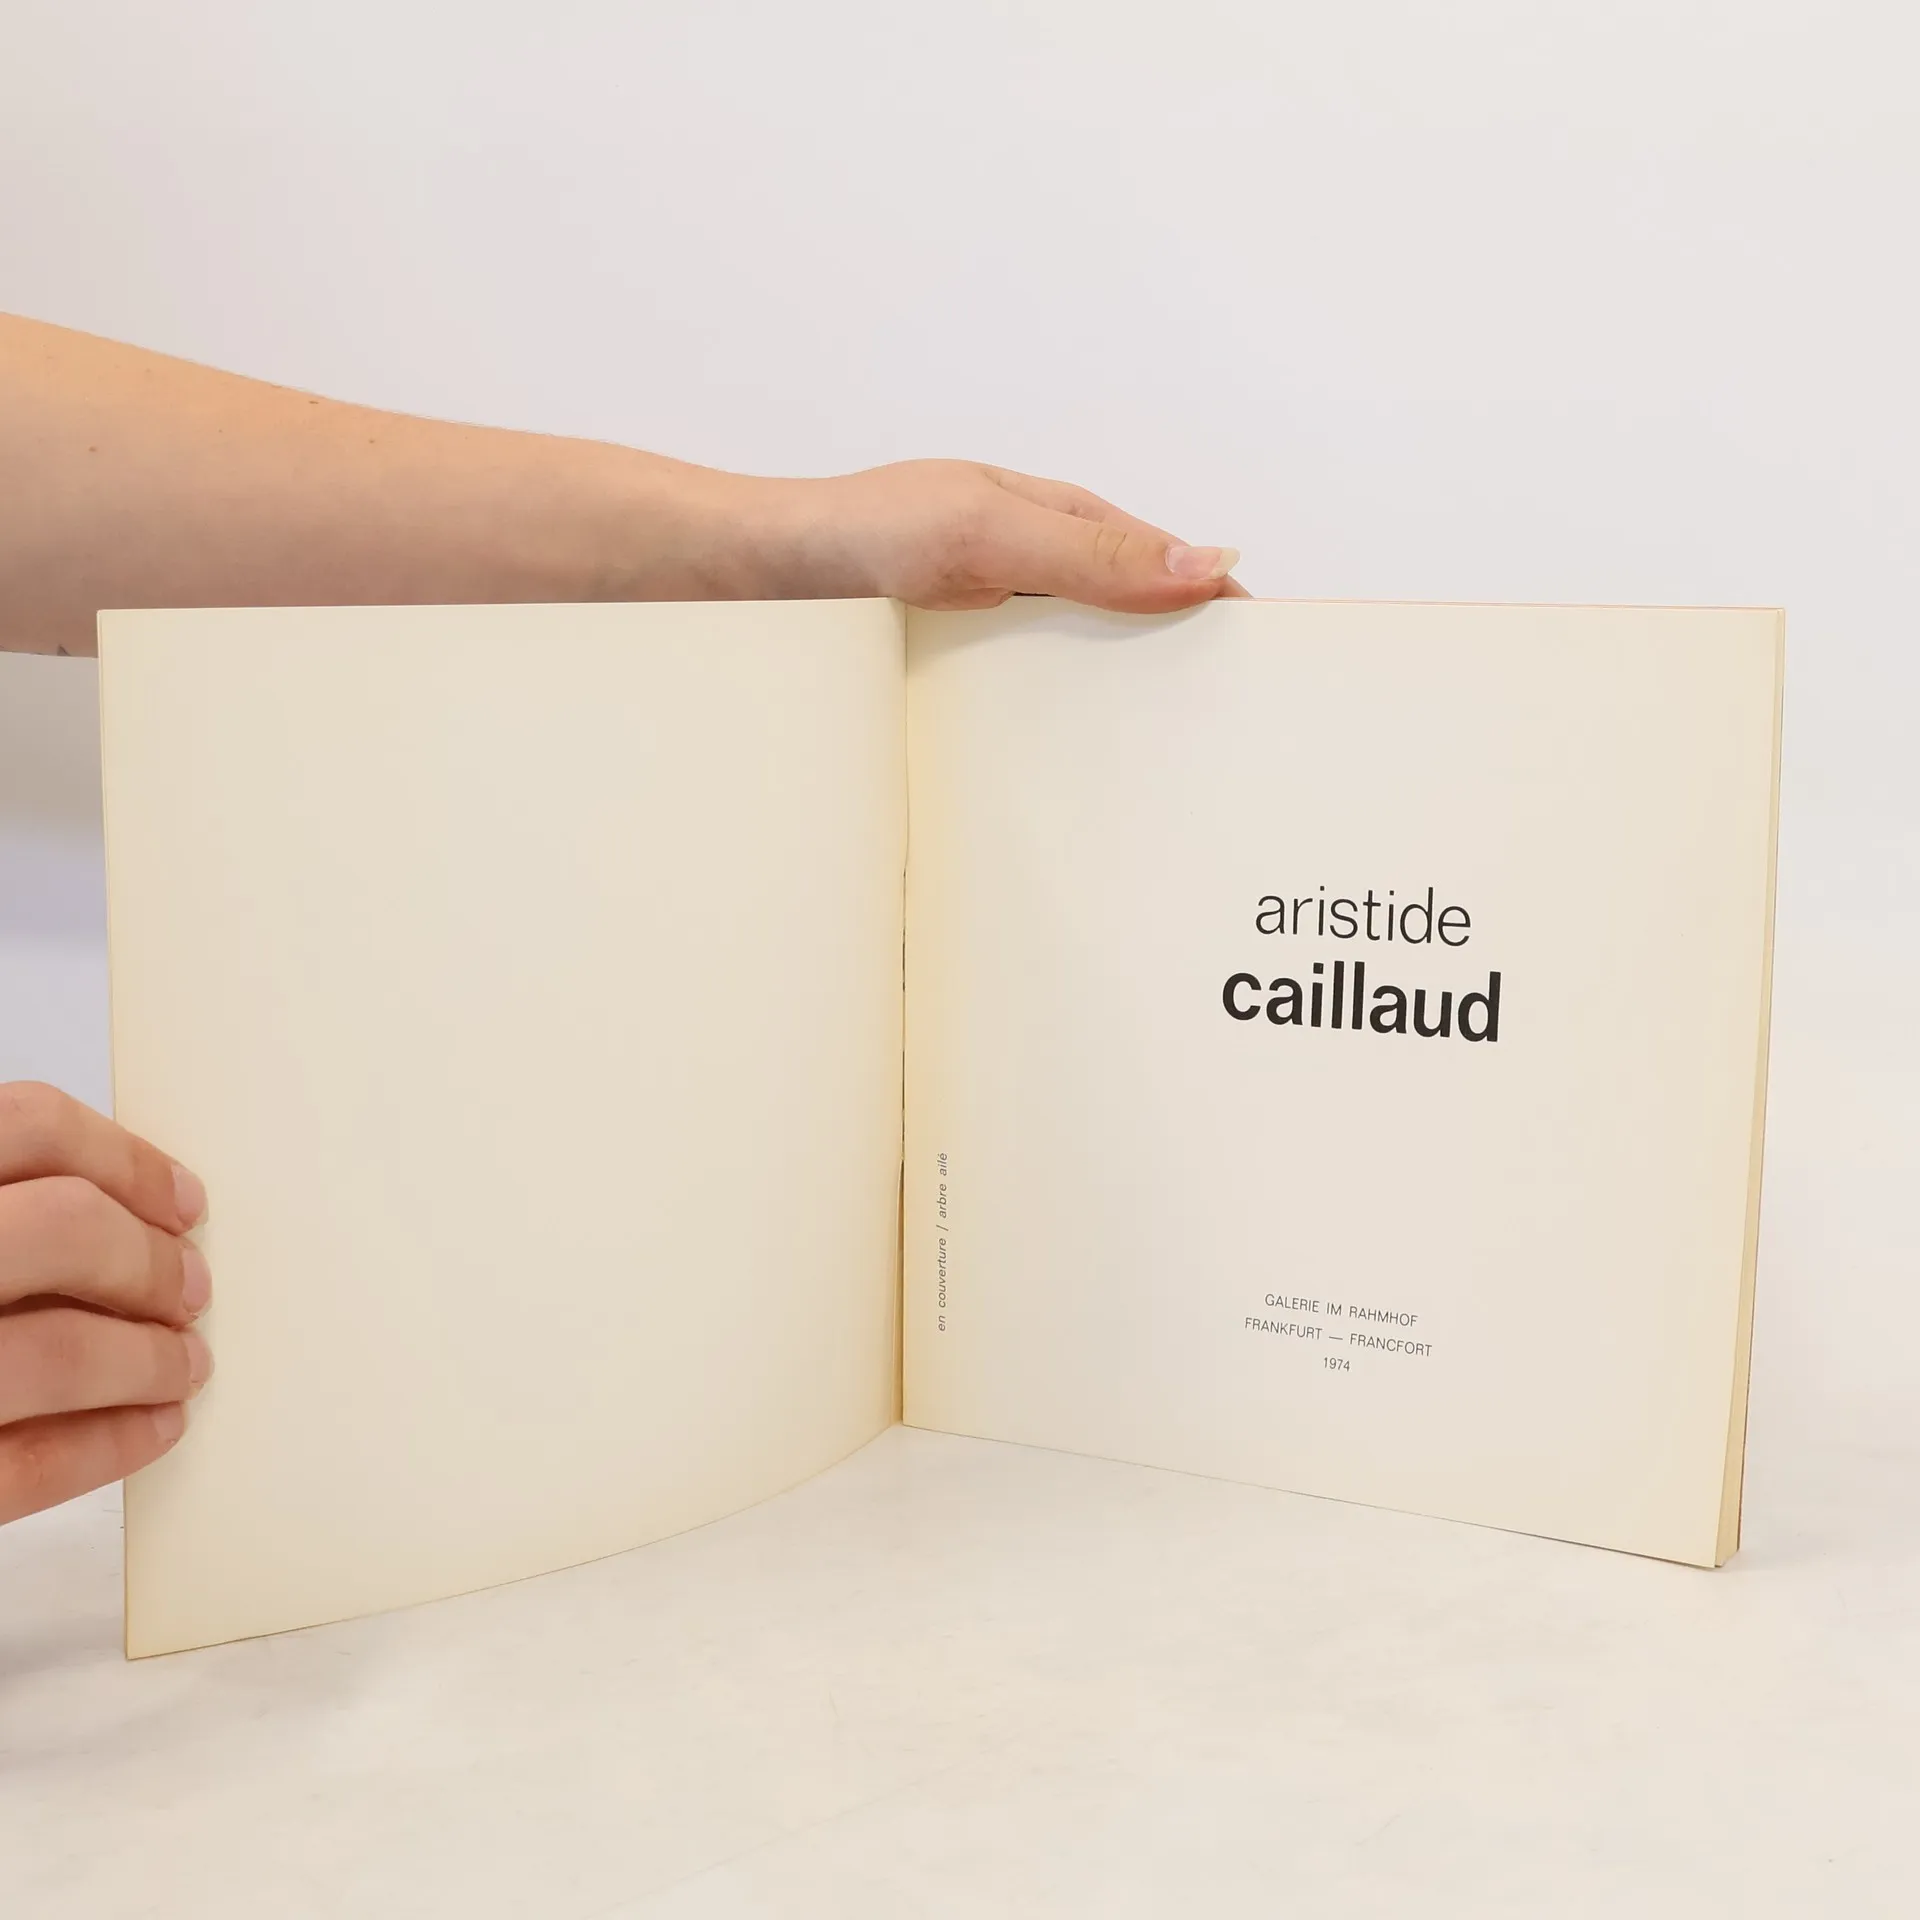 aristide
caillaud
en couverture / arbre ailé
GALERIE IM RAHMHOF
FRANKFURT — FRANCFORT
1974